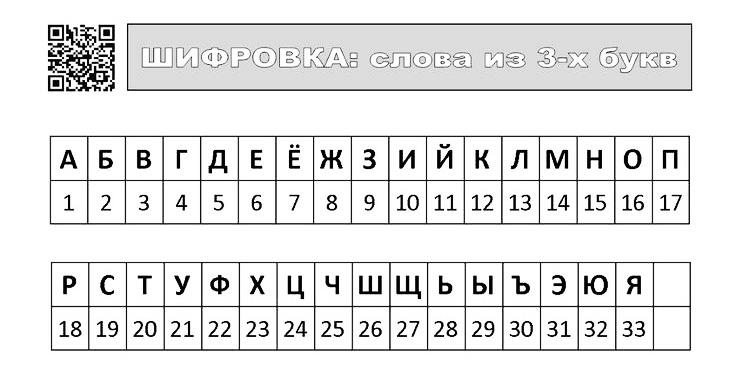 ШИФРОВКА: слова из 3-х букв
А Б В Г Д Е Ё Ж З И Й К Л М Н О П
1 2 3 4 5 6 7 8 9 10 11 12 13 14 15 16 17
Р С Т У Ф Х Ц Ч Ш Щ Ь Ы Ъ Э Ю Я
18 19 20 21 22 23 24 25 26 27 28 29 30 31 32 33